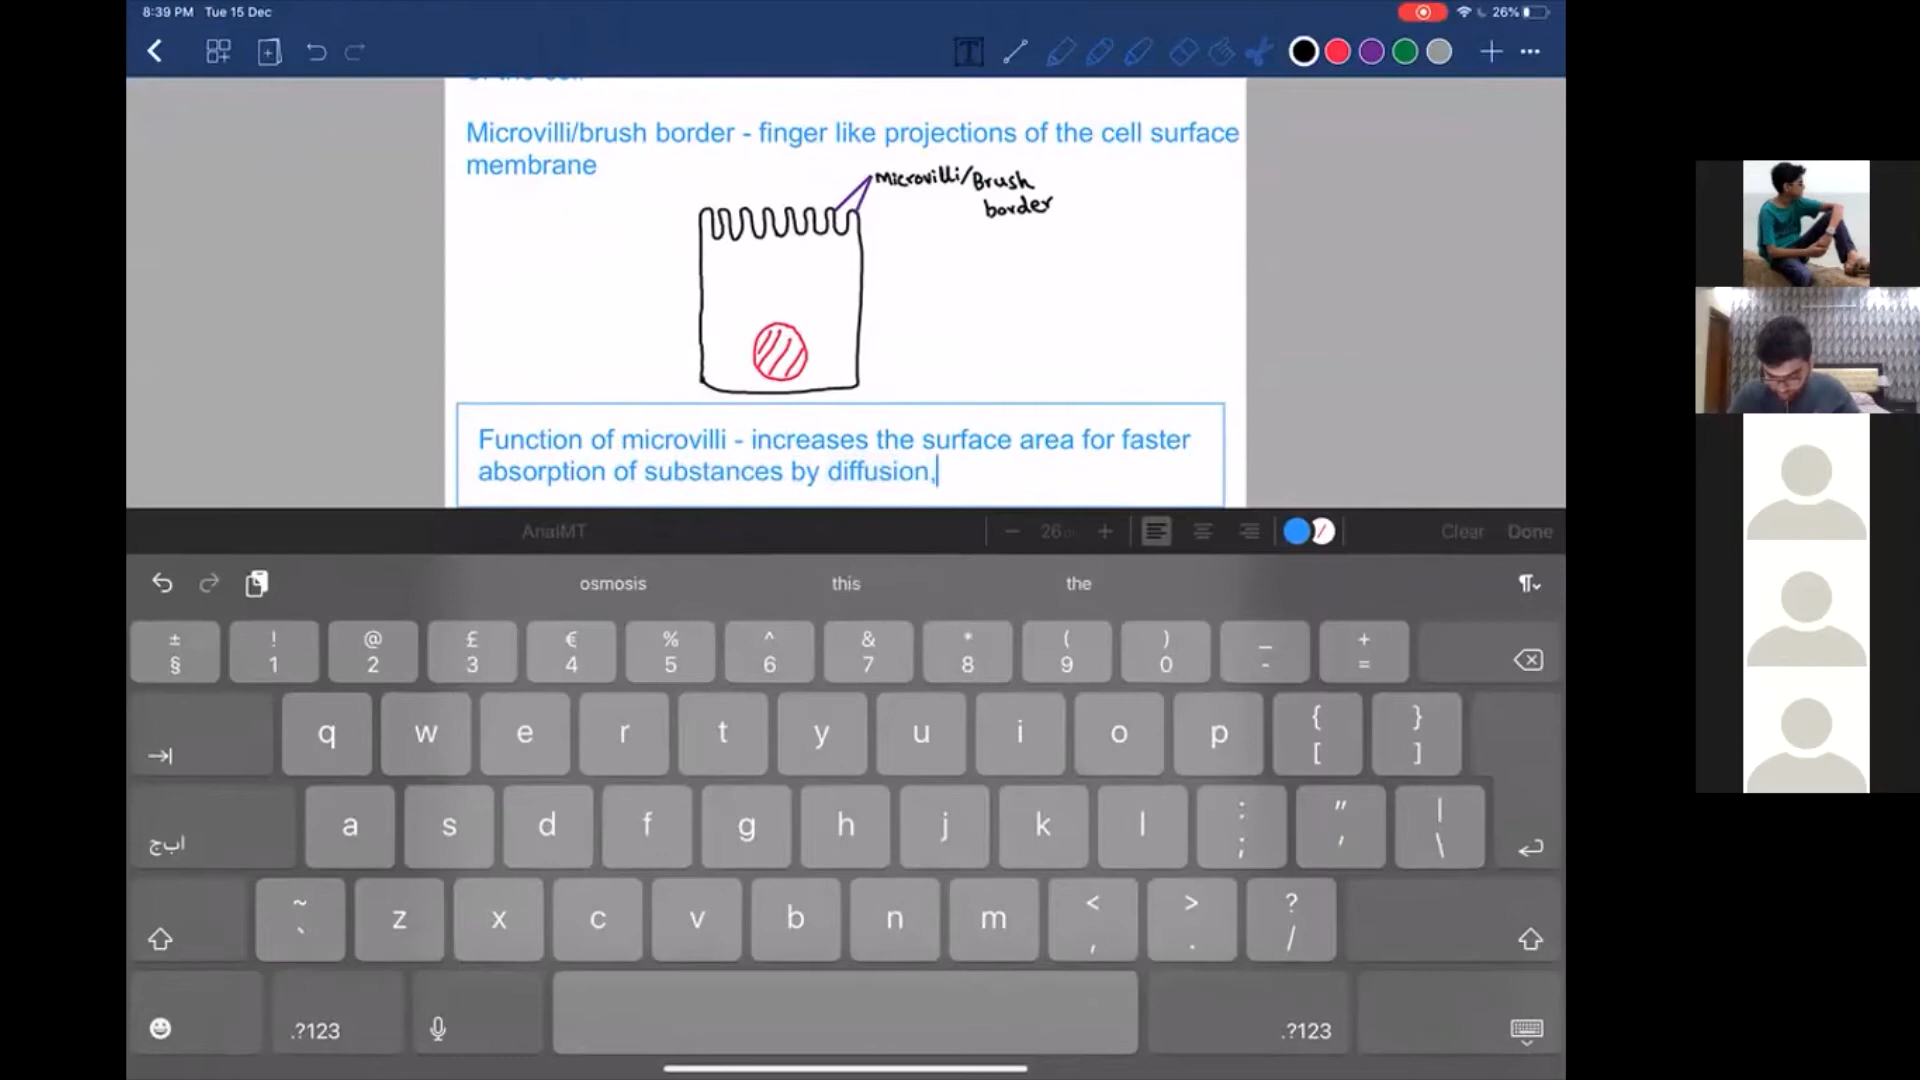 8:39 PM Tue 15 Dec
26%
Microvilli/brush border - finger like projections of the cell surface
membrane
Microvilli/Brush
border
Function of microvilli - increases the surface area for faster
absorption of substances by diffusion,
ArialMT
26
Clear Done
osmosis this the
± ! @ £ € % ^ & * ( ) _ +
§ 1 2 3 4 5 6 7 8 9 0 - =
q w e r t y u i o p { }
[ ]
ابج a s d f g h j k l : " |
; ' \
~ z x c v b n m < > ?
` , . /
.?123 .?123